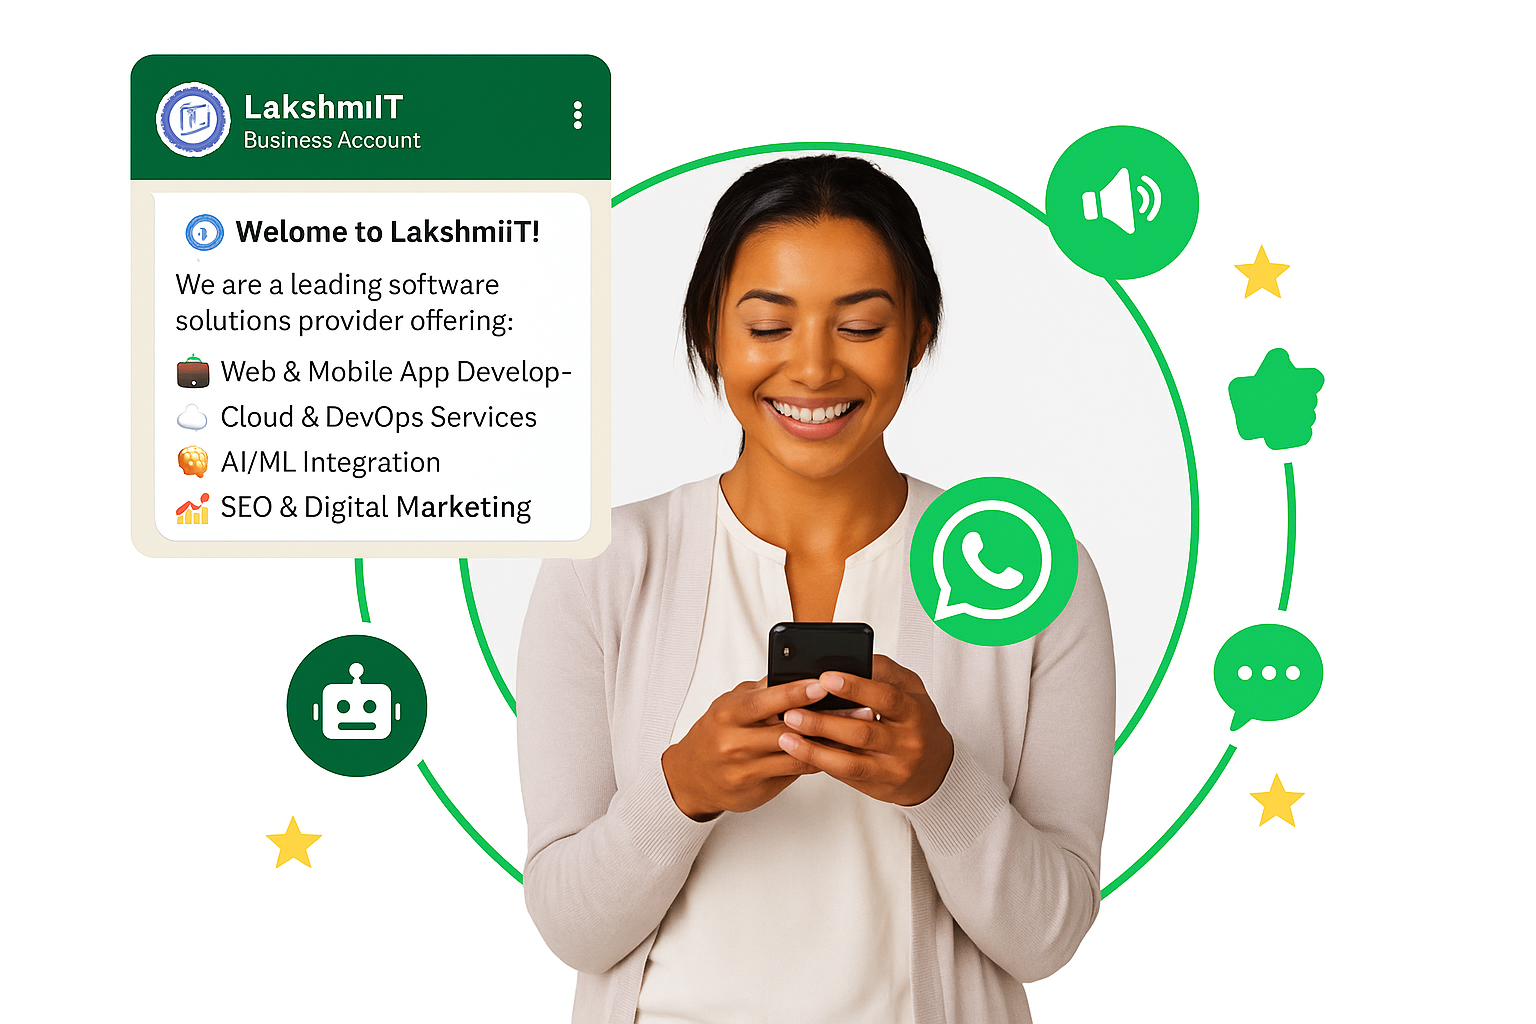 LakshmıIT
Business Account
Welome to LakshmiiT!
We are a leading software
solutions provider offering:
Web & Mobile App Develop-
Cloud & DevOps Services
AI/ML Integration
SEO & Digital Marketing